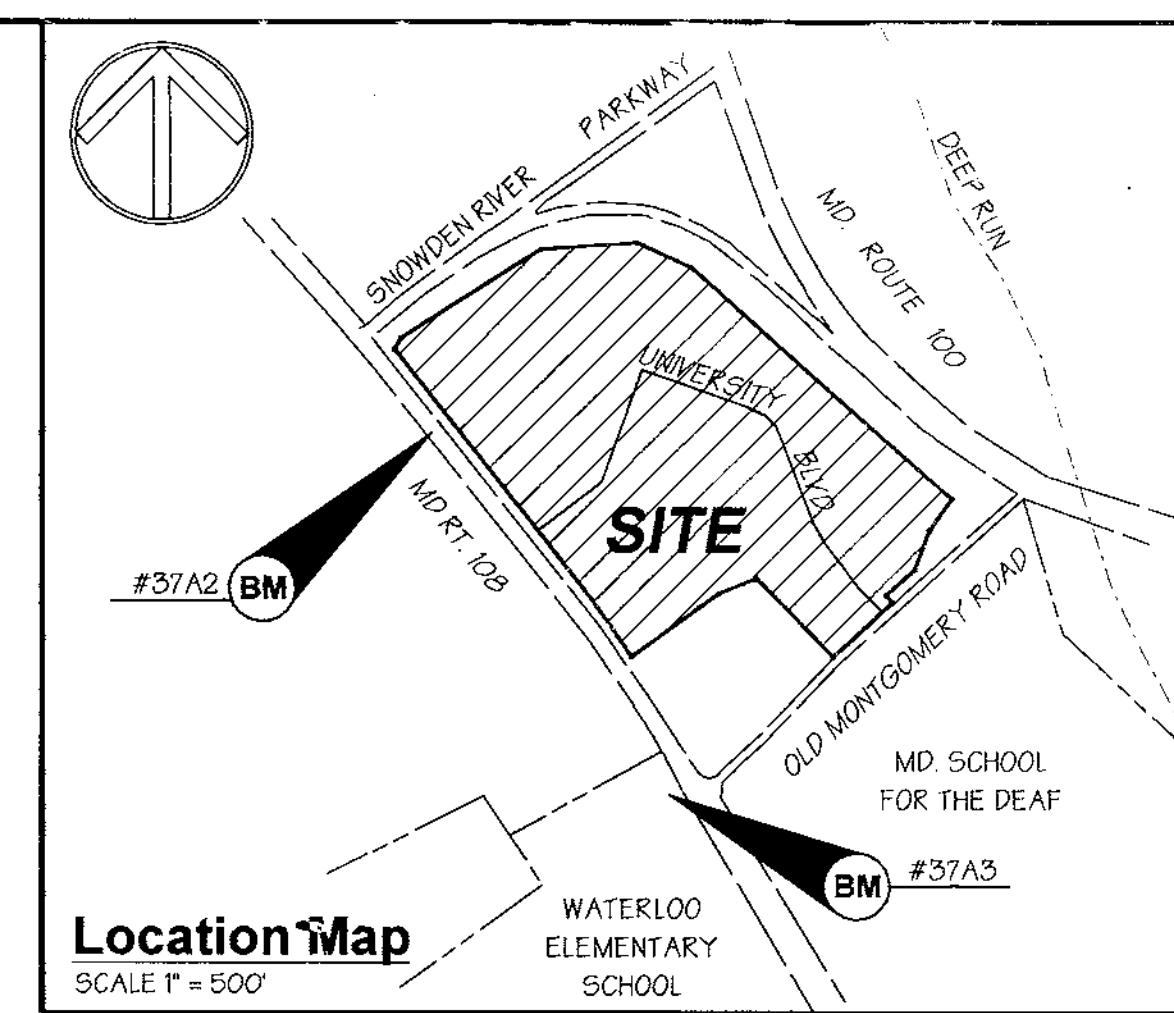 SNOWDEN RIVER PARKWAY
DEEP RUN
MD. ROUTE 100
UNIVERSITY BLVD
SITE
MD RT. 108
#37A2 BM
OLD MONTGOMERY ROAD
MD. SCHOOL
FOR THE DEAF
BM #37A3
WATERLOO
ELEMENTARY
SCHOOL
Location Map
SCALE 1" = 500'